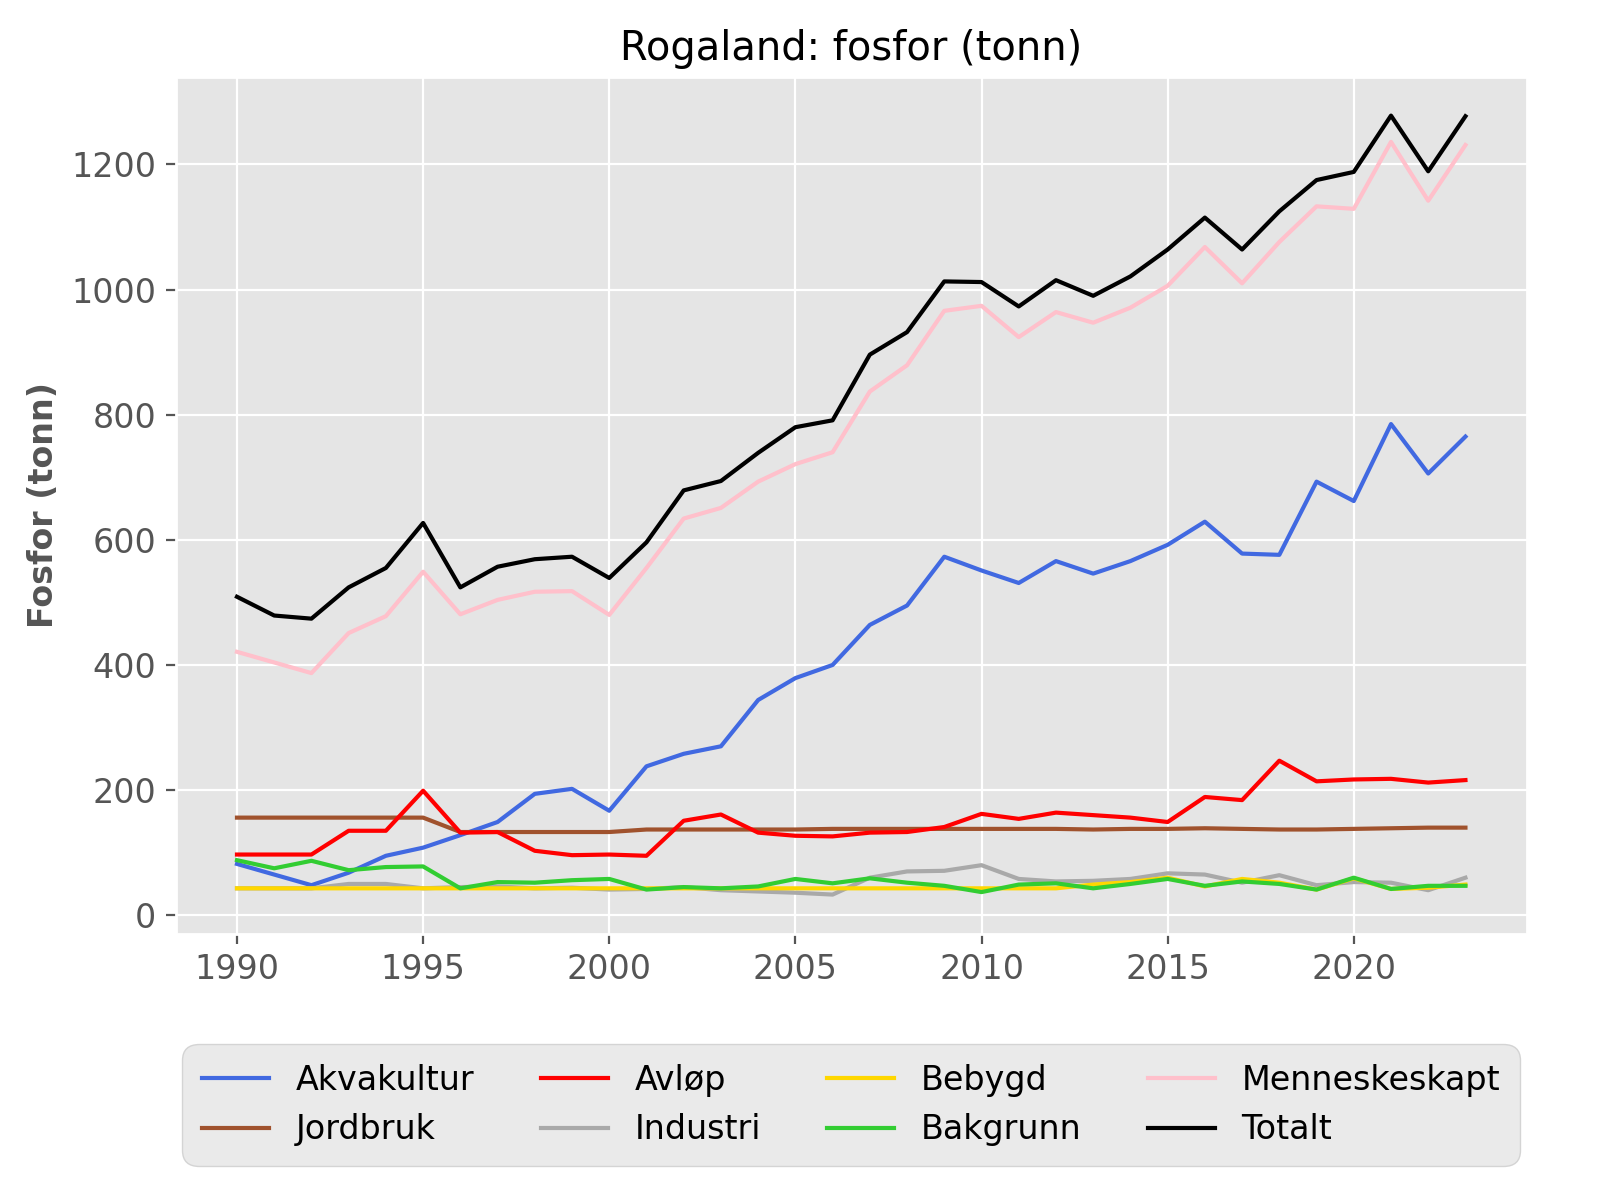 Rogaland: fosfor (tonn)
Fosfor (tonn)
1200
1000
800
600
400
200
0
1990 1995 2000 2005 2010 2015 2020
Akvakultur Avløp Bebygd Menneskeskapt
Jordbruk Industri Bakgrunn Totalt